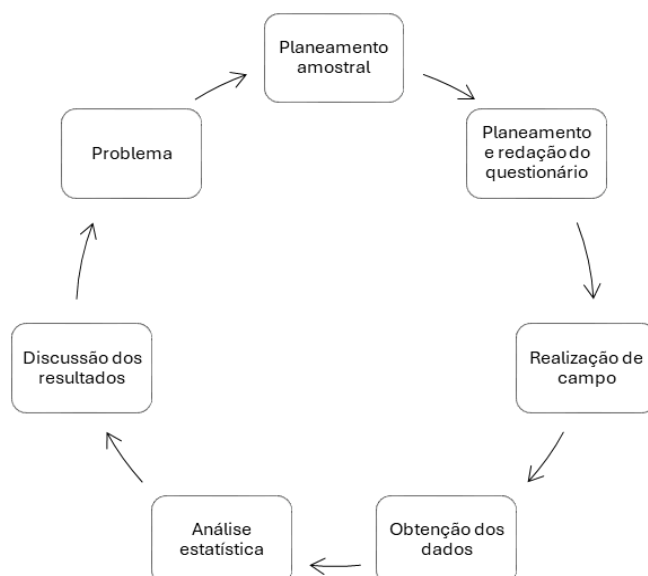 Planeamento
amostral
Planeamento
e redação do
questionário
Realização de
campo
Obtenção dos
dados
Análise
estatística
Discussão dos
resultados
Problema